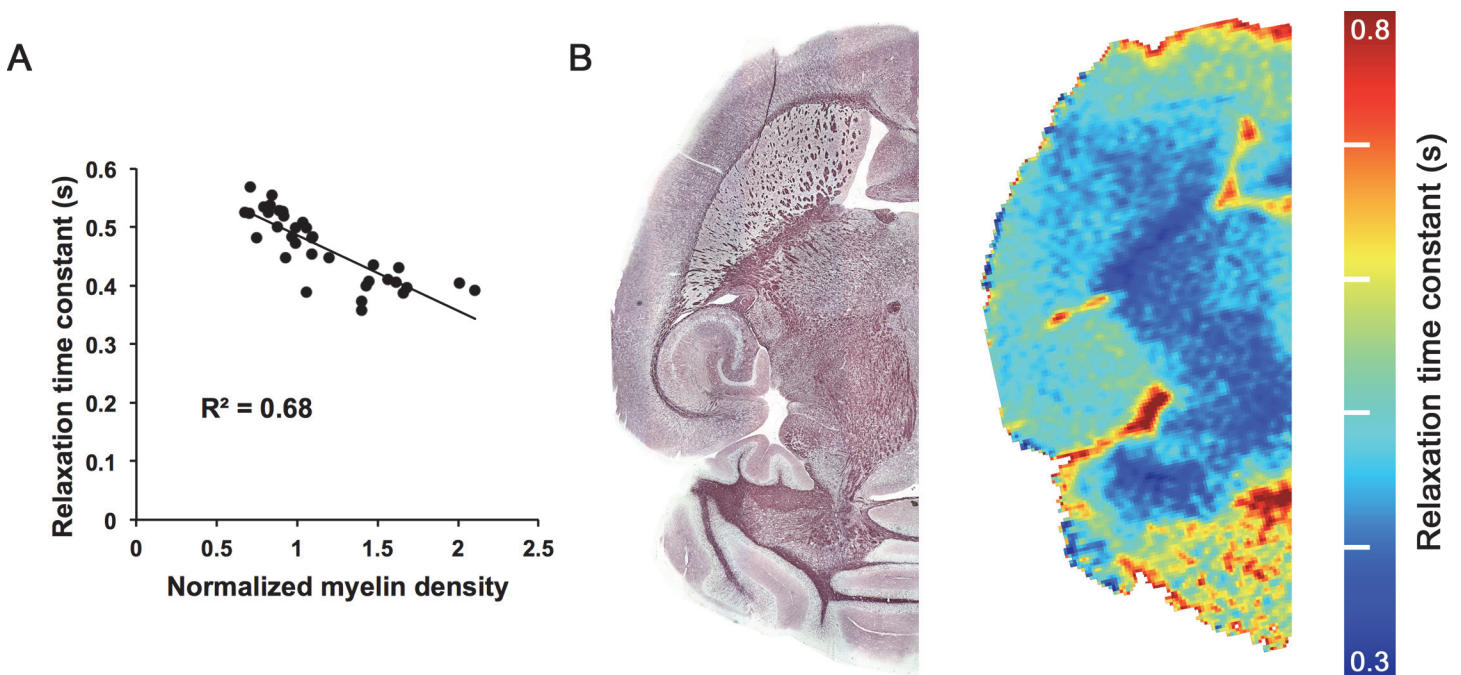 A
B
Relaxation time constant (s)
0.6
0.5
0.4
0.3
0.2
0.1
0
R² = 0.68
0
0.5
1
1.5
2
2.5
Normalized myelin density
0.8
0.3
Relaxation time constant (s)